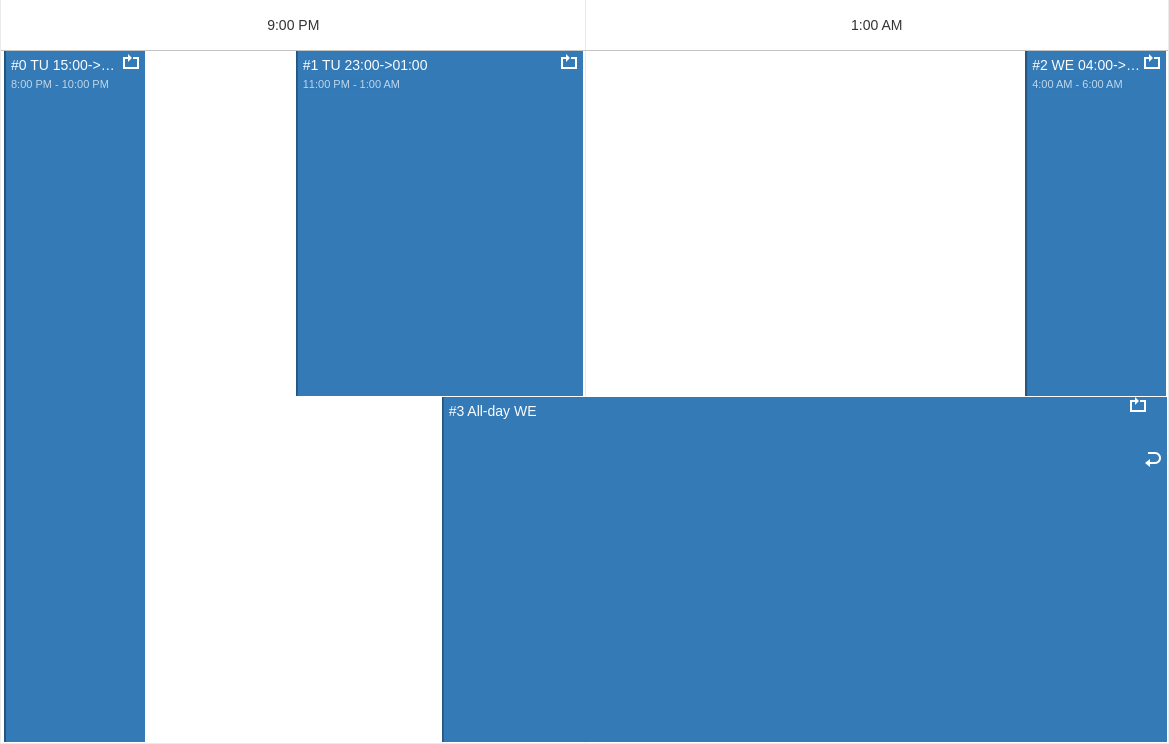 9:00 PM
1:00 AM
#0 TU 15:00->...
8:00 PM - 10:00 PM
#1 TU 23:00->01:00
11:00 PM - 1:00 AM
#2 WE 04:00->...
4:00 AM - 6:00 AM
#3 All-day WE